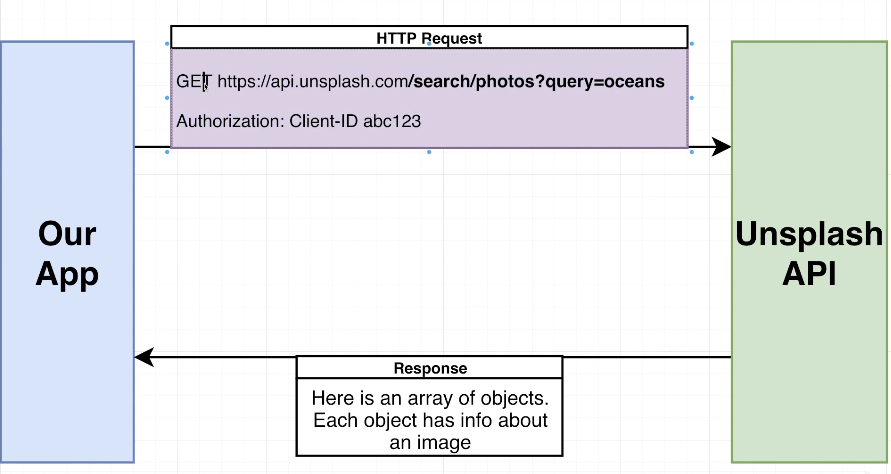 HTTP Request
GET https://api.unsplash.com/search/photos?query=oceans
Authorization: Client-ID abc123
Our
App
Unsplash
API
Response
Here is an array of objects.
Each object has info about
an image